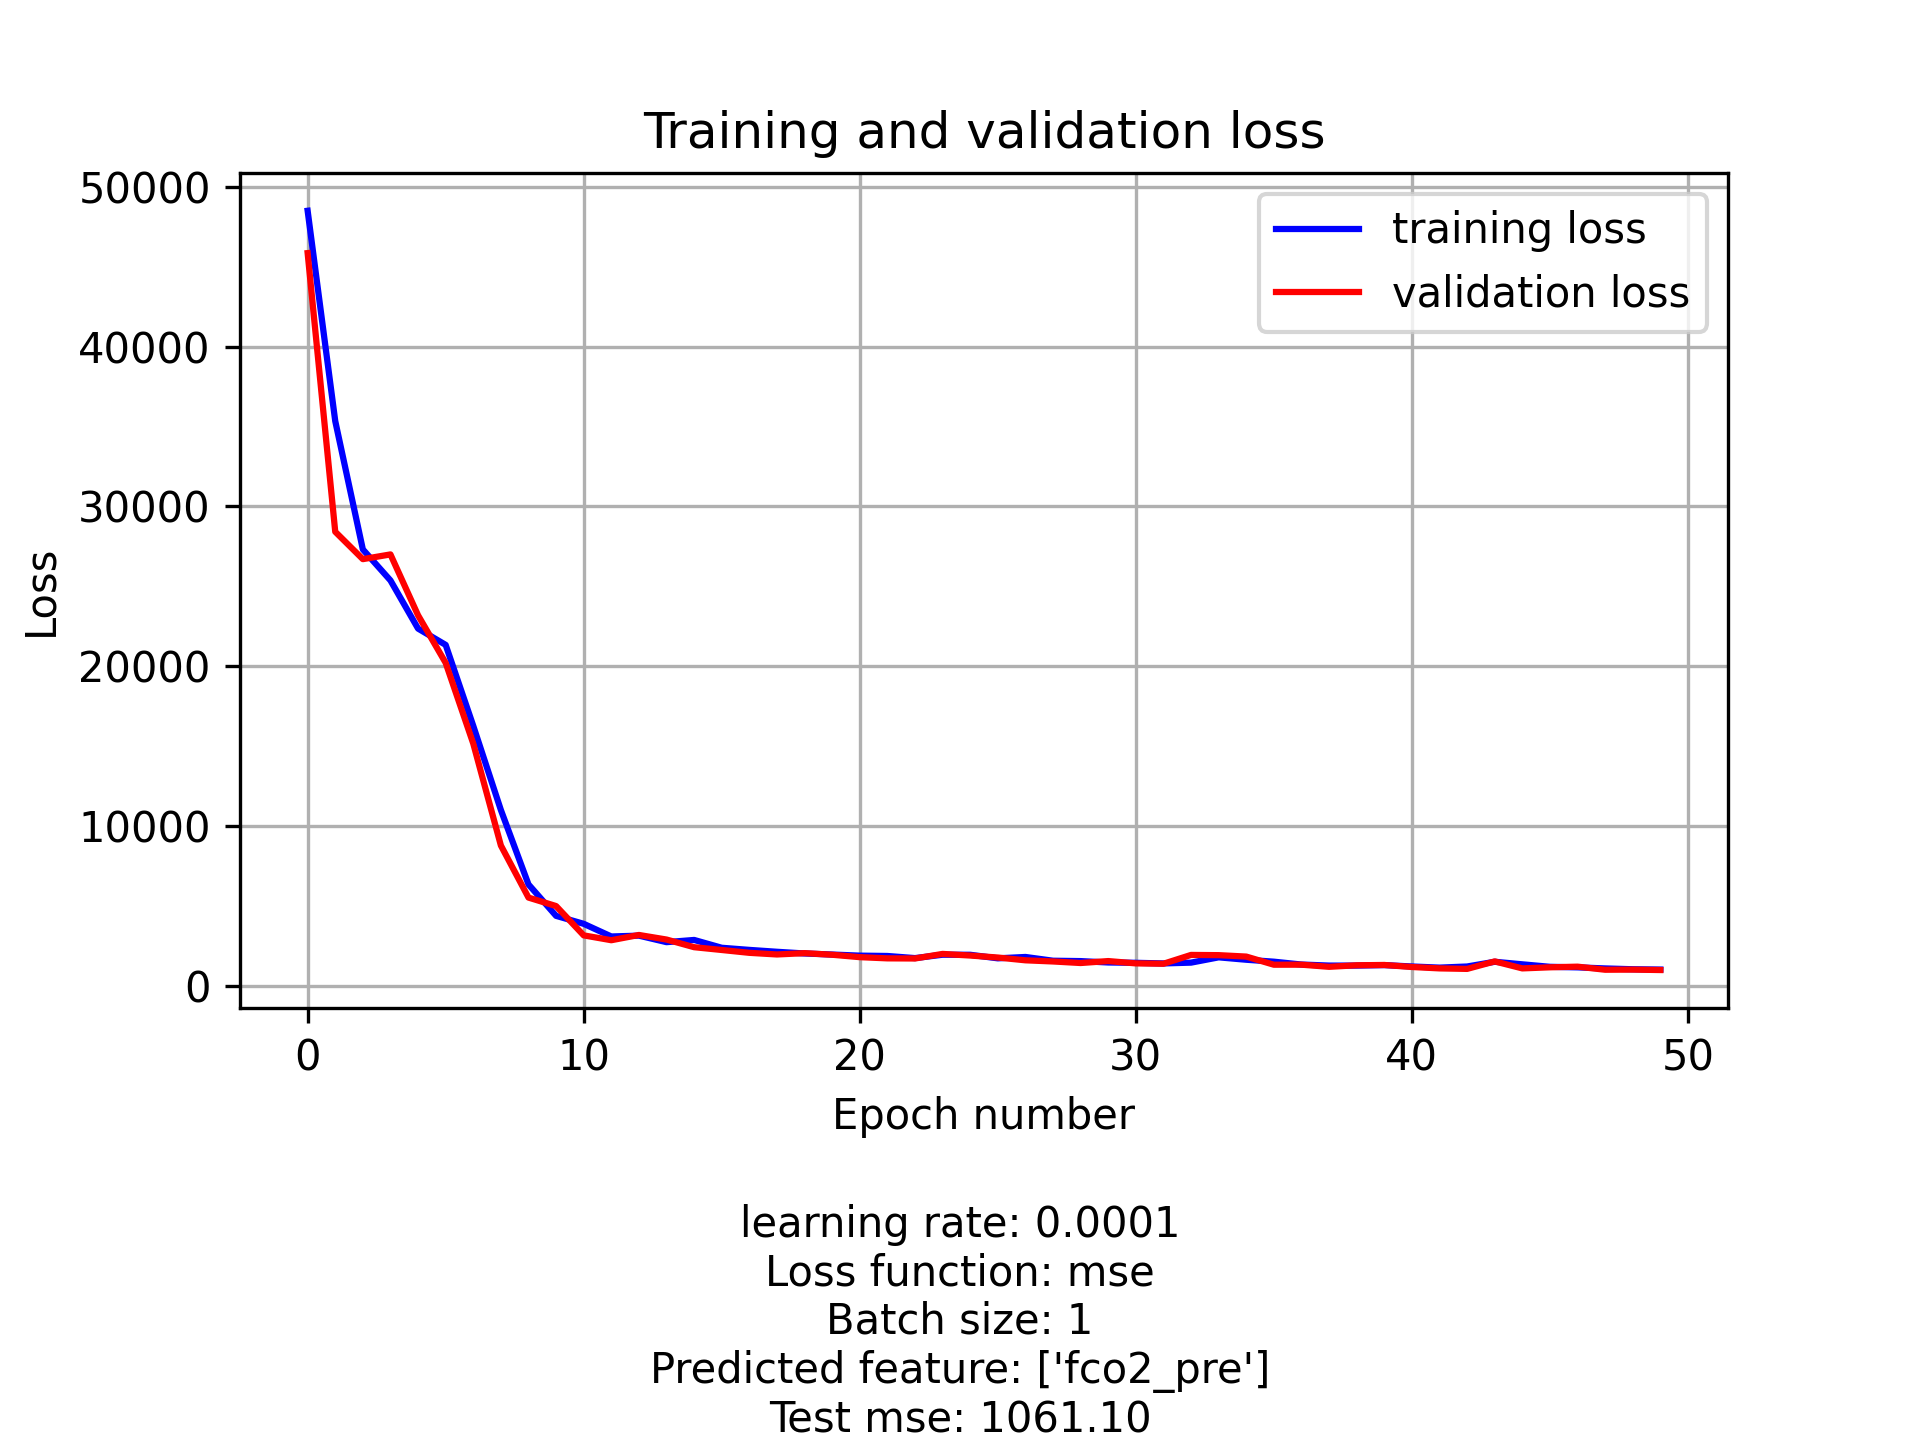 Training and validation loss
50000
40000
30000
20000
10000
0
Loss
training loss
validation loss
0 10 20 30 40 50
Epoch number
learning rate: 0.0001
Loss function: mse
Batch size: 1
Predicted feature: ['fco2_pre']
Test mse: 1061.10